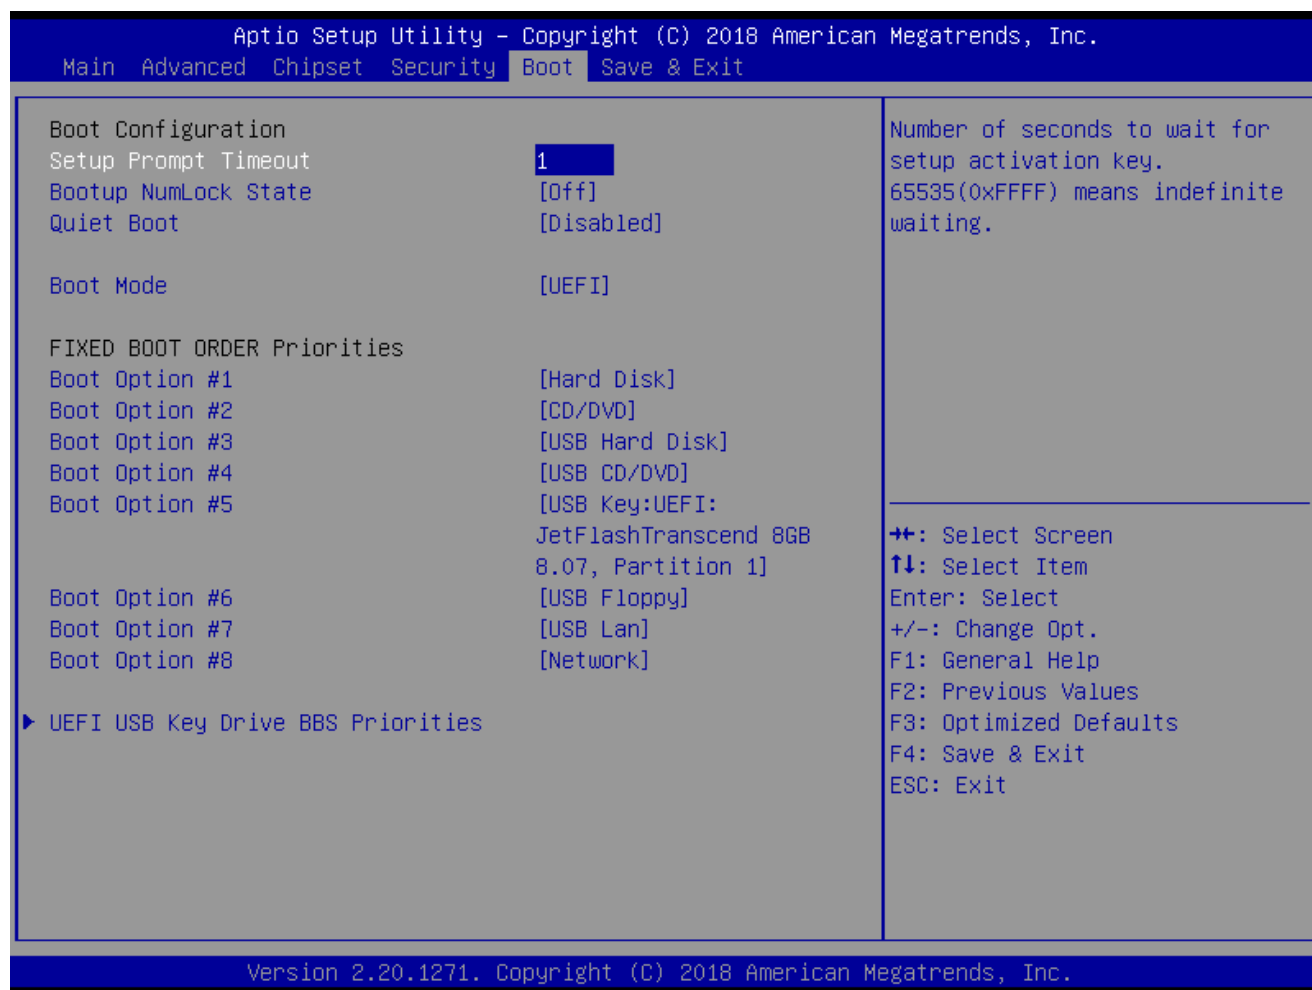 Aptio Setup Utility – Copyright (C) 2018 American Megatrends, Inc.
Main Advanced Chipset Security Boot Save & Exit
Boot Configuration
Setup Prompt Timeout 1
Bootup NumLock State [Off]
Quiet Boot [Disabled]
Boot Mode [UEFI]
FIXED BOOT ORDER Priorities
Boot Option #1 [Hard Disk]
Boot Option #2 [CD/DVD]
Boot Option #3 [USB Hard Disk]
Boot Option #4 [USB CD/DVD]
Boot Option #5 [USB Key:UEFI:
JetFlashTranscend 8GB
8.07, Partition 1]
Boot Option #6 [USB Floppy]
Boot Option #7 [USB Lan]
Boot Option #8 [Network]
UEFI USB Key Drive BBS Priorities
Number of seconds to wait for
setup activation key.
65535(0xFFFF) means indefinite
waiting.
→←: Select Screen
↑↓: Select Item
Enter: Select
+/-: Change Opt.
F1: General Help
F2: Previous Values
F3: Optimized Defaults
F4: Save & Exit
ESC: Exit
Version 2.20.1271. Copyright (C) 2018 American Megatrends, Inc.